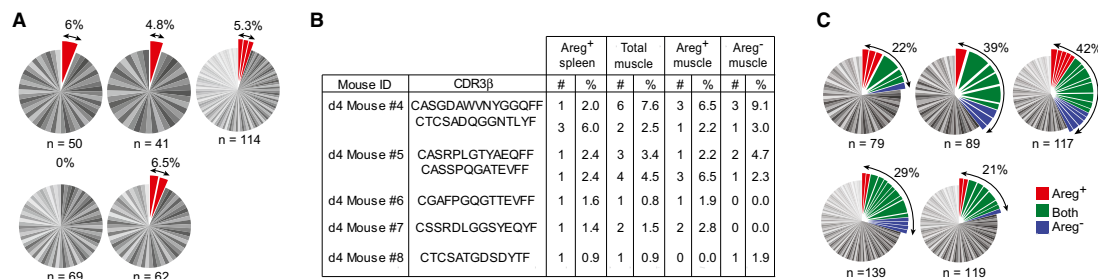 A
6%
4.8%
5.3%
n = 50
n = 41
n = 114
0%
6.5%
n = 69
n = 62
B
Areg+ spleen
Total muscle
Areg+ muscle
Areg- muscle
Mouse ID CDR3β # % # % # % # %
d4 Mouse #4 CASGDAWVNYGGQFF 1 2.0 6 7.6 3 6.5 3 9.1
CTCSADQGGNTLYF 3 6.0 2 2.5 1 2.2 1 3.0
d4 Mouse #5 CASRPLGTYAEQFF 1 2.4 3 3.4 1 2.2 2 4.7
CASSPQGATEVFF 1 2.4 4 4.5 3 6.5 1 2.3
d4 Mouse #6 CGAFPGQGTTEVFF 1 1.6 1 0.8 1 1.9 0 0.0
d4 Mouse #7 CSSRDLGGSYEQYF 1 1.4 2 1.5 2 2.8 0 0.0
d4 Mouse #8 CTCSATGDSDYTF 1 0.9 1 0.9 0 0.0 1 1.9
C
22%
39%
42%
n = 79
n = 89
n = 117
29%
21%
n =139
n = 119
Areg+
Both
Areg-